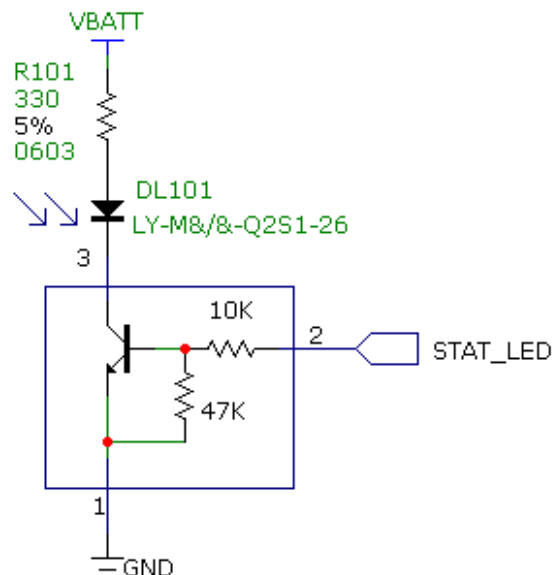 VBATT
R101
330
5%
0603
DL101
LY-M&/&-Q2S1-26
3
10K
2
STAT_LED
47K
1
GND